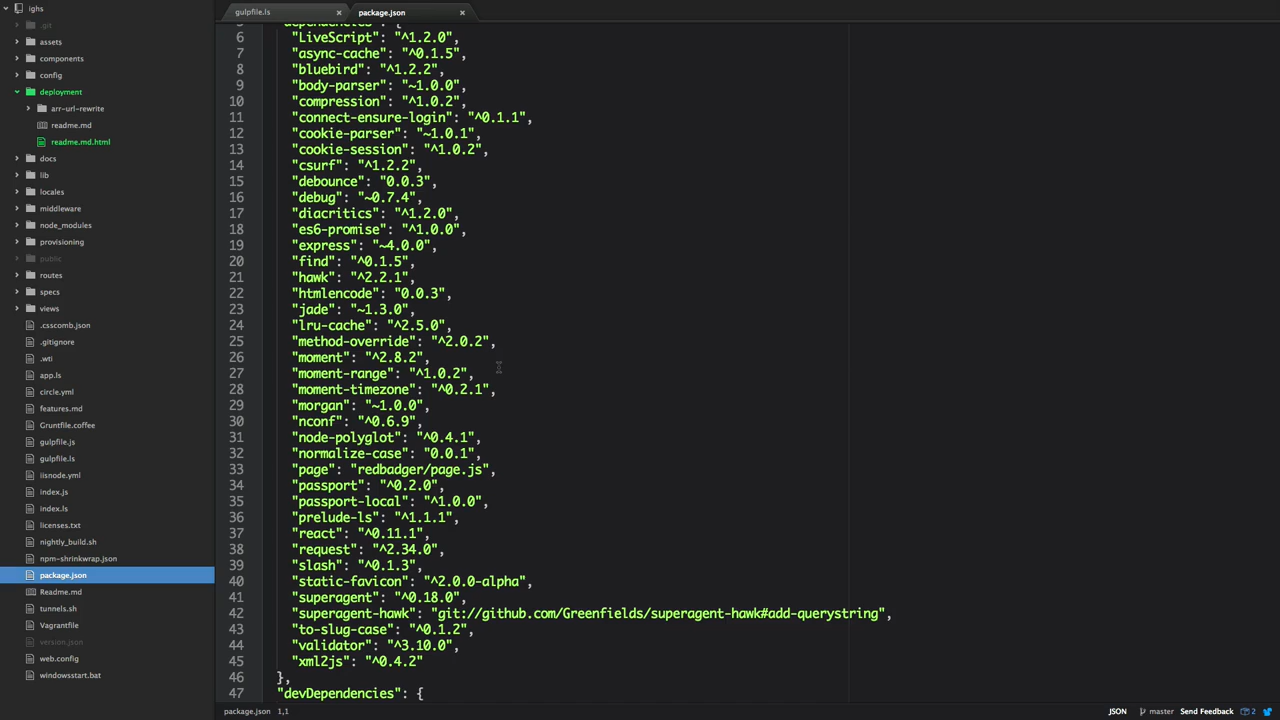 ighs
.git
assets
components
config
deployment
arr-url-rewrite
readme.md
readme.md.html
docs
lib
locales
middleware
node_modules
provisioning
public
routes
specs
views
.csscomb.json
.gitignore
.wti
app.ls
circle.yml
features.md
Gruntfile.coffee
gulpfile.js
gulpfile.ls
iisnode.yml
index.js
index.ls
licenses.txt
nightly_build.sh
npm-shrinkwrap.json
package.json
Readme.md
tunnels.sh
Vagrantfile
version.json
web.config
windowsstart.bat
gulpfile.ls ×
package.json ×
5 "dependencies": {
6 "LiveScript": "^1.2.0",
7 "async-cache": "^0.1.5",
8 "bluebird": "^1.2.2",
9 "body-parser": "~1.0.0",
10 "compression": "^1.0.2",
11 "connect-ensure-login": "^0.1.1",
12 "cookie-parser": "~1.0.1",
13 "cookie-session": "^1.0.2",
14 "csurf": "^1.2.2",
15 "debounce": "0.0.3",
16 "debug": "~0.7.4",
17 "diacritics": "^1.2.0",
18 "es6-promise": "^1.0.0",
19 "express": "~4.0.0",
20 "find": "^0.1.5",
21 "hawk": "^2.2.1",
22 "htmlencode": "0.0.3",
23 "jade": "~1.3.0",
24 "lru-cache": "^2.5.0",
25 "method-override": "^2.0.2",
26 "moment": "^2.8.2",
27 "moment-range": "^1.0.2",
28 "moment-timezone": "^0.2.1",
29 "morgan": "~1.0.0",
30 "nconf": "^0.6.9",
31 "node-polyglot": "^0.4.1",
32 "normalize-case": "0.0.1",
33 "page": "redbadger/page.js",
34 "passport": "^0.2.0",
35 "passport-local": "^1.0.0",
36 "prelude-ls": "^1.1.1",
37 "react": "^0.11.1",
38 "request": "^2.34.0",
39 "slash": "^0.1.3",
40 "static-favicon": "^2.0.0-alpha",
41 "superagent": "^0.18.0",
42 "superagent-hawk": "git://github.com/Greenfields/superagent-hawk#add-querystring",
43 "to-slug-case": "^0.1.2",
44 "validator": "^3.10.0",
45 "xml2js": "^0.4.2"
46 },
47 "devDependencies": {
package.json 1,1
JSON master Send Feedback 2